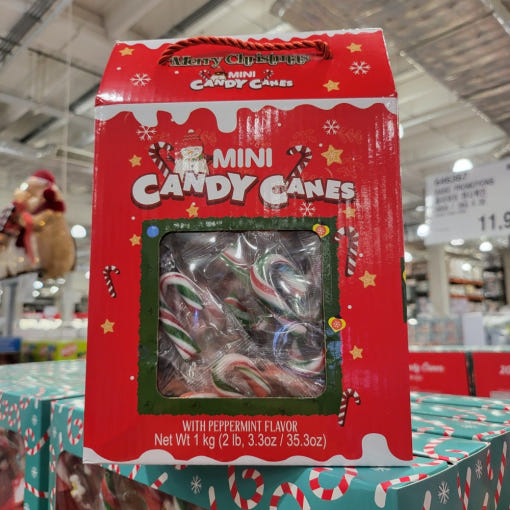 Merry Christmas
MINI
CANDY CANES
MINI
CANDY CANES
WITH PEPPERMINT FLAVOR
Net Wt 1 kg (2 lb, 3.3oz / 35.3oz)
11.9